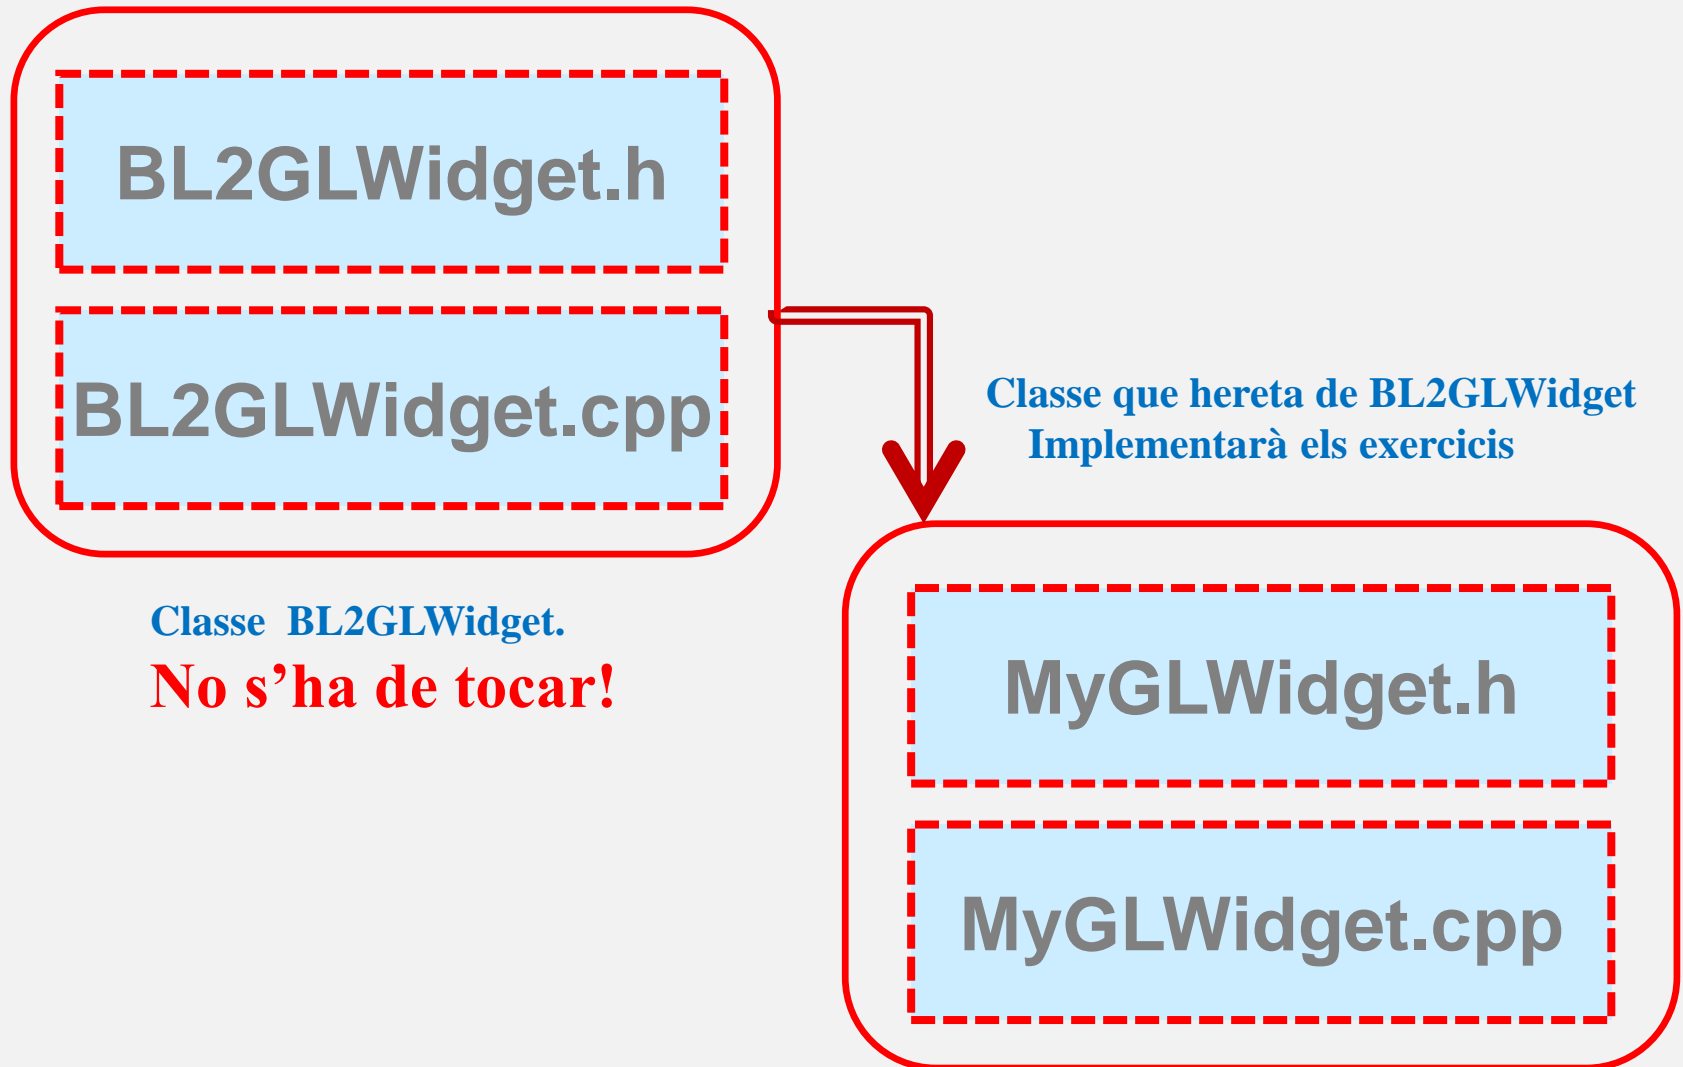 BL2GLWidget.h
BL2GLWidget.cpp
Classe que hereta de BL2GLWidget
Implementarà els exercicis
Classe  BL2GLWidget.
No s’ha de tocar!
MyGLWidget.h
MyGLWidget.cpp